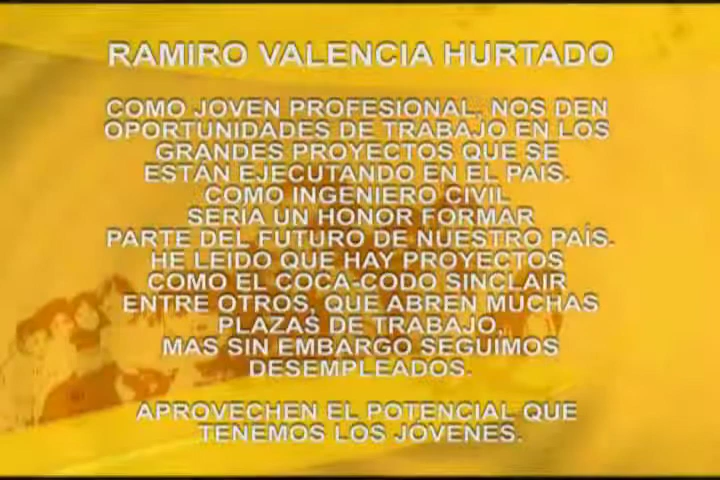 RAMIRO VALENCIA HURTADO
COMO JOVEN PROFESIONAL, NOS DEN
OPORTUNIDADES DE TRABAJO EN LOS
GRANDES PROYECTOS QUE SE
ESTÁN EJECUTANDO EN EL PAÍS.
COMO INGENIERO CIVIL
SERÍA UN HONOR FORMAR
PARTE DEL FUTURO DE NUESTRO PAÍS.
HE LEIDO QUE HAY PROYECTOS
COMO EL COCA-CODO SINCLAIR
ENTRE OTROS, QUE ABREN MUCHAS
PLAZAS DE TRABAJO,
MAS SIN EMBARGO SEGUIMOS
DESEMPLEADOS.
APROVECHEN EL POTENCIAL QUE
TENEMOS LOS JÓVENES.